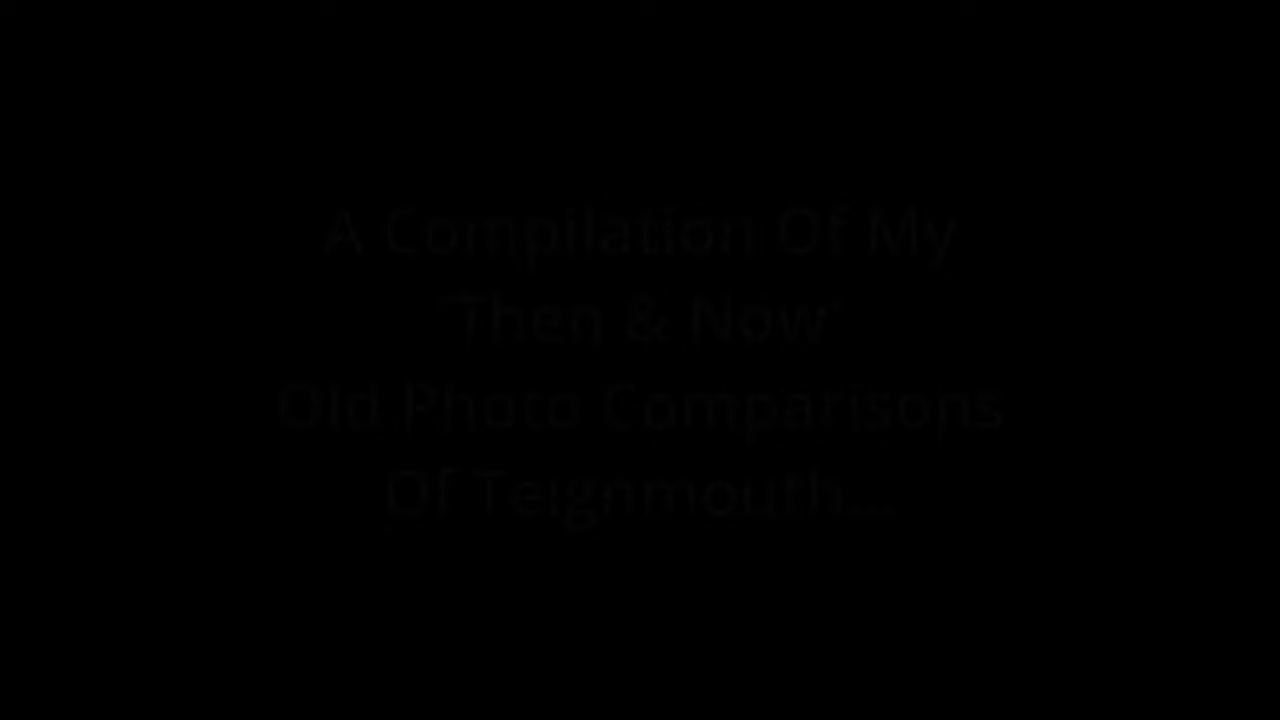 A Compilation Of My
'Then & Now'
Old Photo Comparisons
Of Teignmouth...